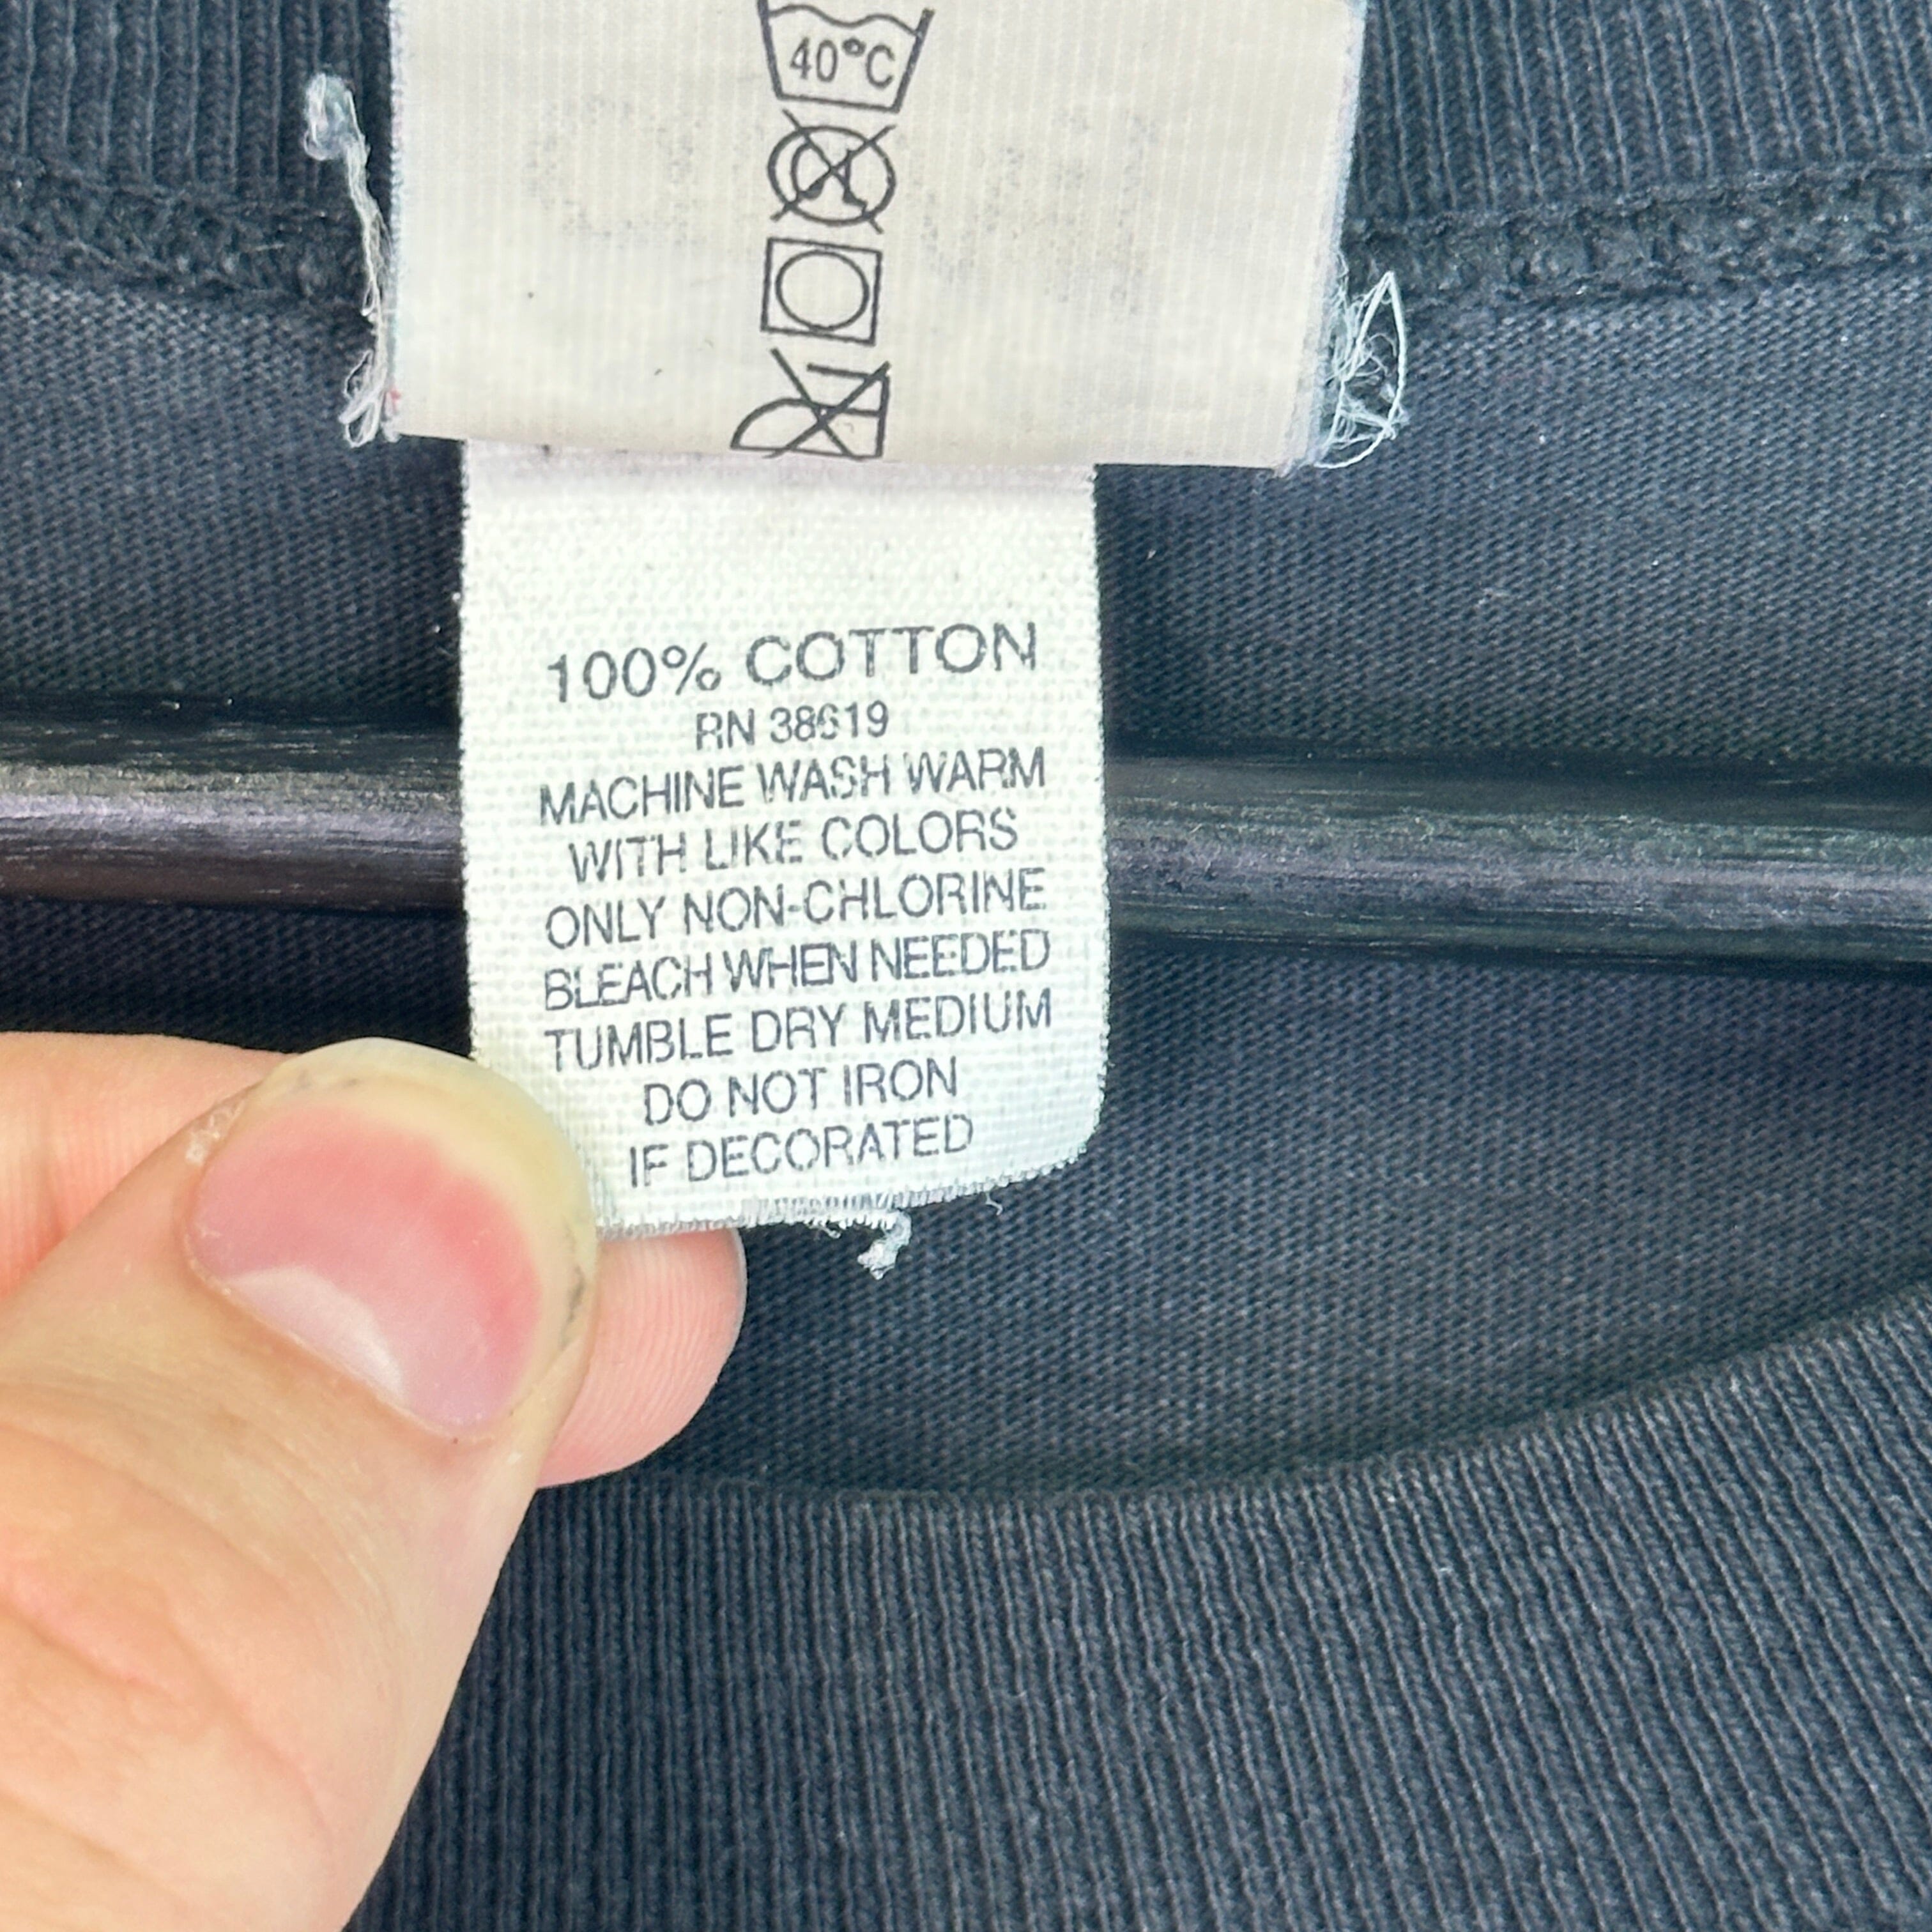 40°C
CL
100% COTTON
RN 38619
MACHINE WASH WARM
WITH LIKE COLORS
ONLY NON-CHLORINE
BLEACH WHEN NEEDED
TUMBLE DRY MEDIUM
DO NOT IRON
IF DECORATED